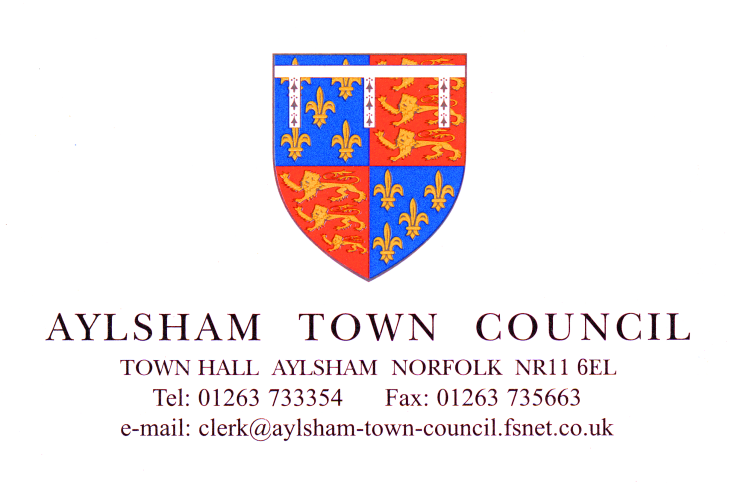 AYLSHAM TOWN COUNCIL
TOWN HALL AYLSHAM NORFOLK NR11 6EL
Tel: 01263 733354 Fax: 01263 735663
e-mail: clerk@aylsham-town-council.fsnet.co.uk